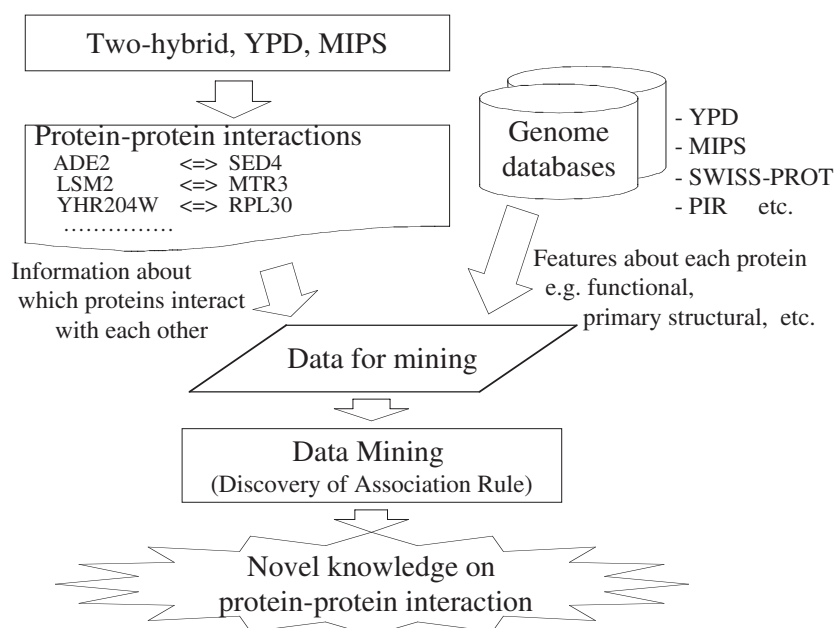 Two-hybrid, YPD, MIPS
Protein-protein interactions
ADE2 <=> SED4
LSM2 <=> MTR3
YHR204W <=> RPL30
...............
Genome
databases
- YPD
- MIPS
- SWISS-PROT
- PIR etc.
Information about
which proteins interact
with each other
Features about each protein
e.g. functional,
primary structural, etc.
Data for mining
Data Mining
(Discovery of Association Rule)
Novel knowledge on
protein-protein interaction